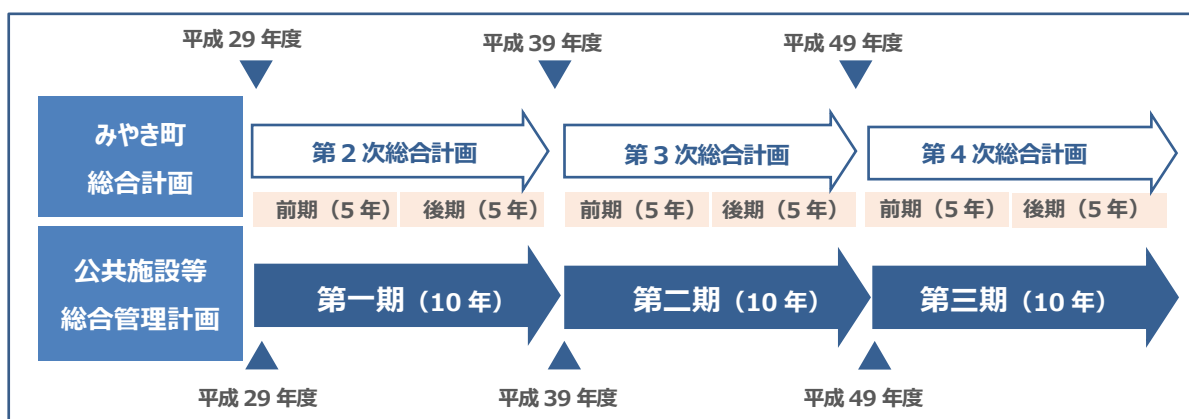 平成 29 年度 平成 39 年度 平成 49 年度
みやき町
総合計画
第２次総合計画 第３次総合計画 第４次総合計画
前期（5 年） 後期（5 年） 前期（5 年） 後期（5 年） 前期（5 年） 後期（5 年）
公共施設等
総合管理計画
第一期（10 年） 第二期（10 年） 第三期（10 年）
平成 29 年度 平成 39 年度 平成 49 年度